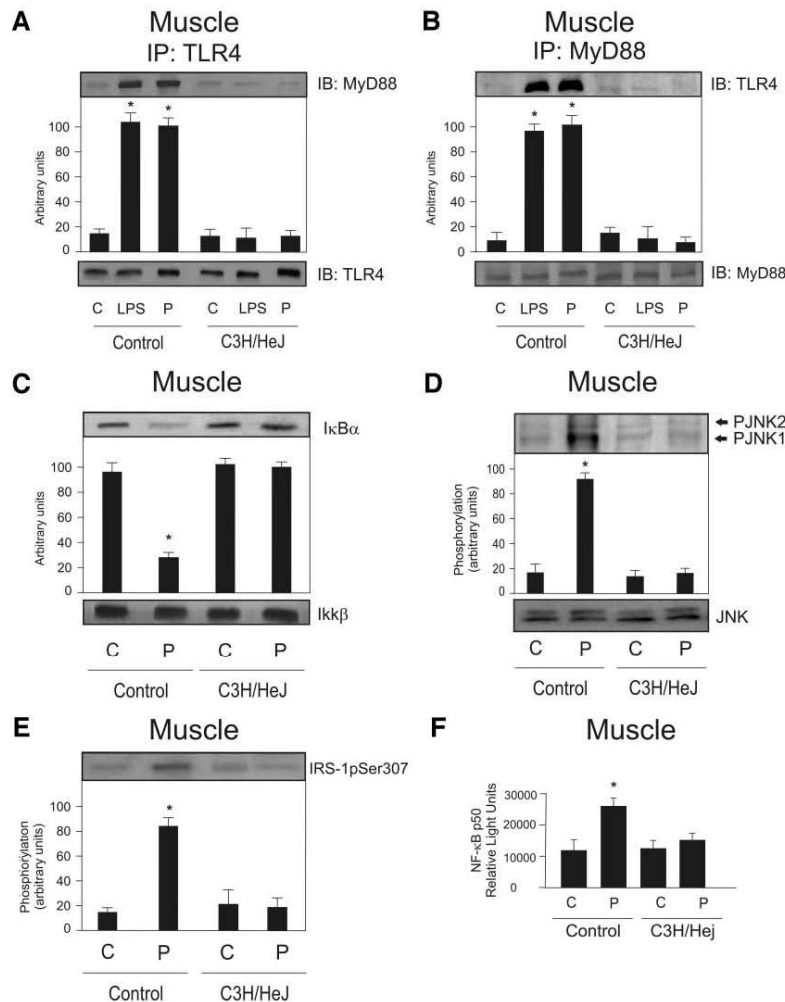 A
Muscle
IP: TLR4
IB: MyD88
* *
100
80
60
40
20
0
Arbitrary units
IB: TLR4
C LPS P C LPS P
Control C3H/HeJ
B
Muscle
IP: MyD88
IB: TLR4
* *
100
80
60
40
20
0
Arbitrary units
IB: MyD88
C LPS P C LPS P
Control C3H/HeJ
C
Muscle
IκBα
100
80
60
40
20
0
Arbitrary units
*
Ikkβ
C P C P
Control C3H/HeJ
D
Muscle
PJNK2
PJNK1
*
100
80
60
40
20
0
Phosphorylation
(arbitrary units)
JNK
C P C P
Control C3H/HeJ
E
Muscle
IRS-1pSer307
*
100
80
60
40
20
0
Phosphorylation
(arbitrary units)
C P C P
Control C3H/HeJ
F
Muscle
*
30000
20000
10000
0
NF-κB p50
Relative Light Units
C P C P
Control C3H/Hej